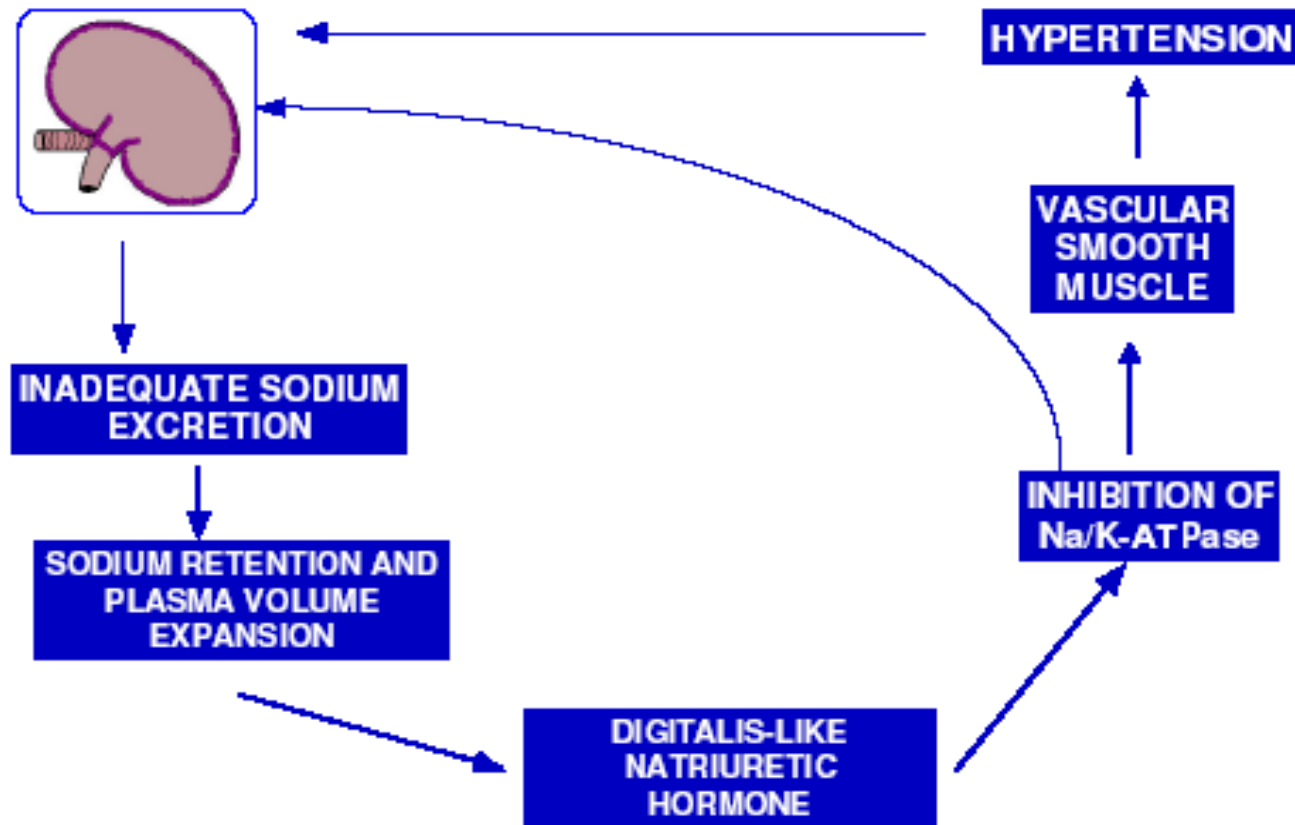 HYPERTENSION
VASCULAR
SMOOTH
MUSCLE
INADEQUATE SODIUM
EXCRETION
INHIBITION OF
Na/K-ATPase
SODIUM RETENTION AND
PLASMA VOLUME
EXPANSION
DIGITALIS-LIKE
NATRIURETIC
HORMONE